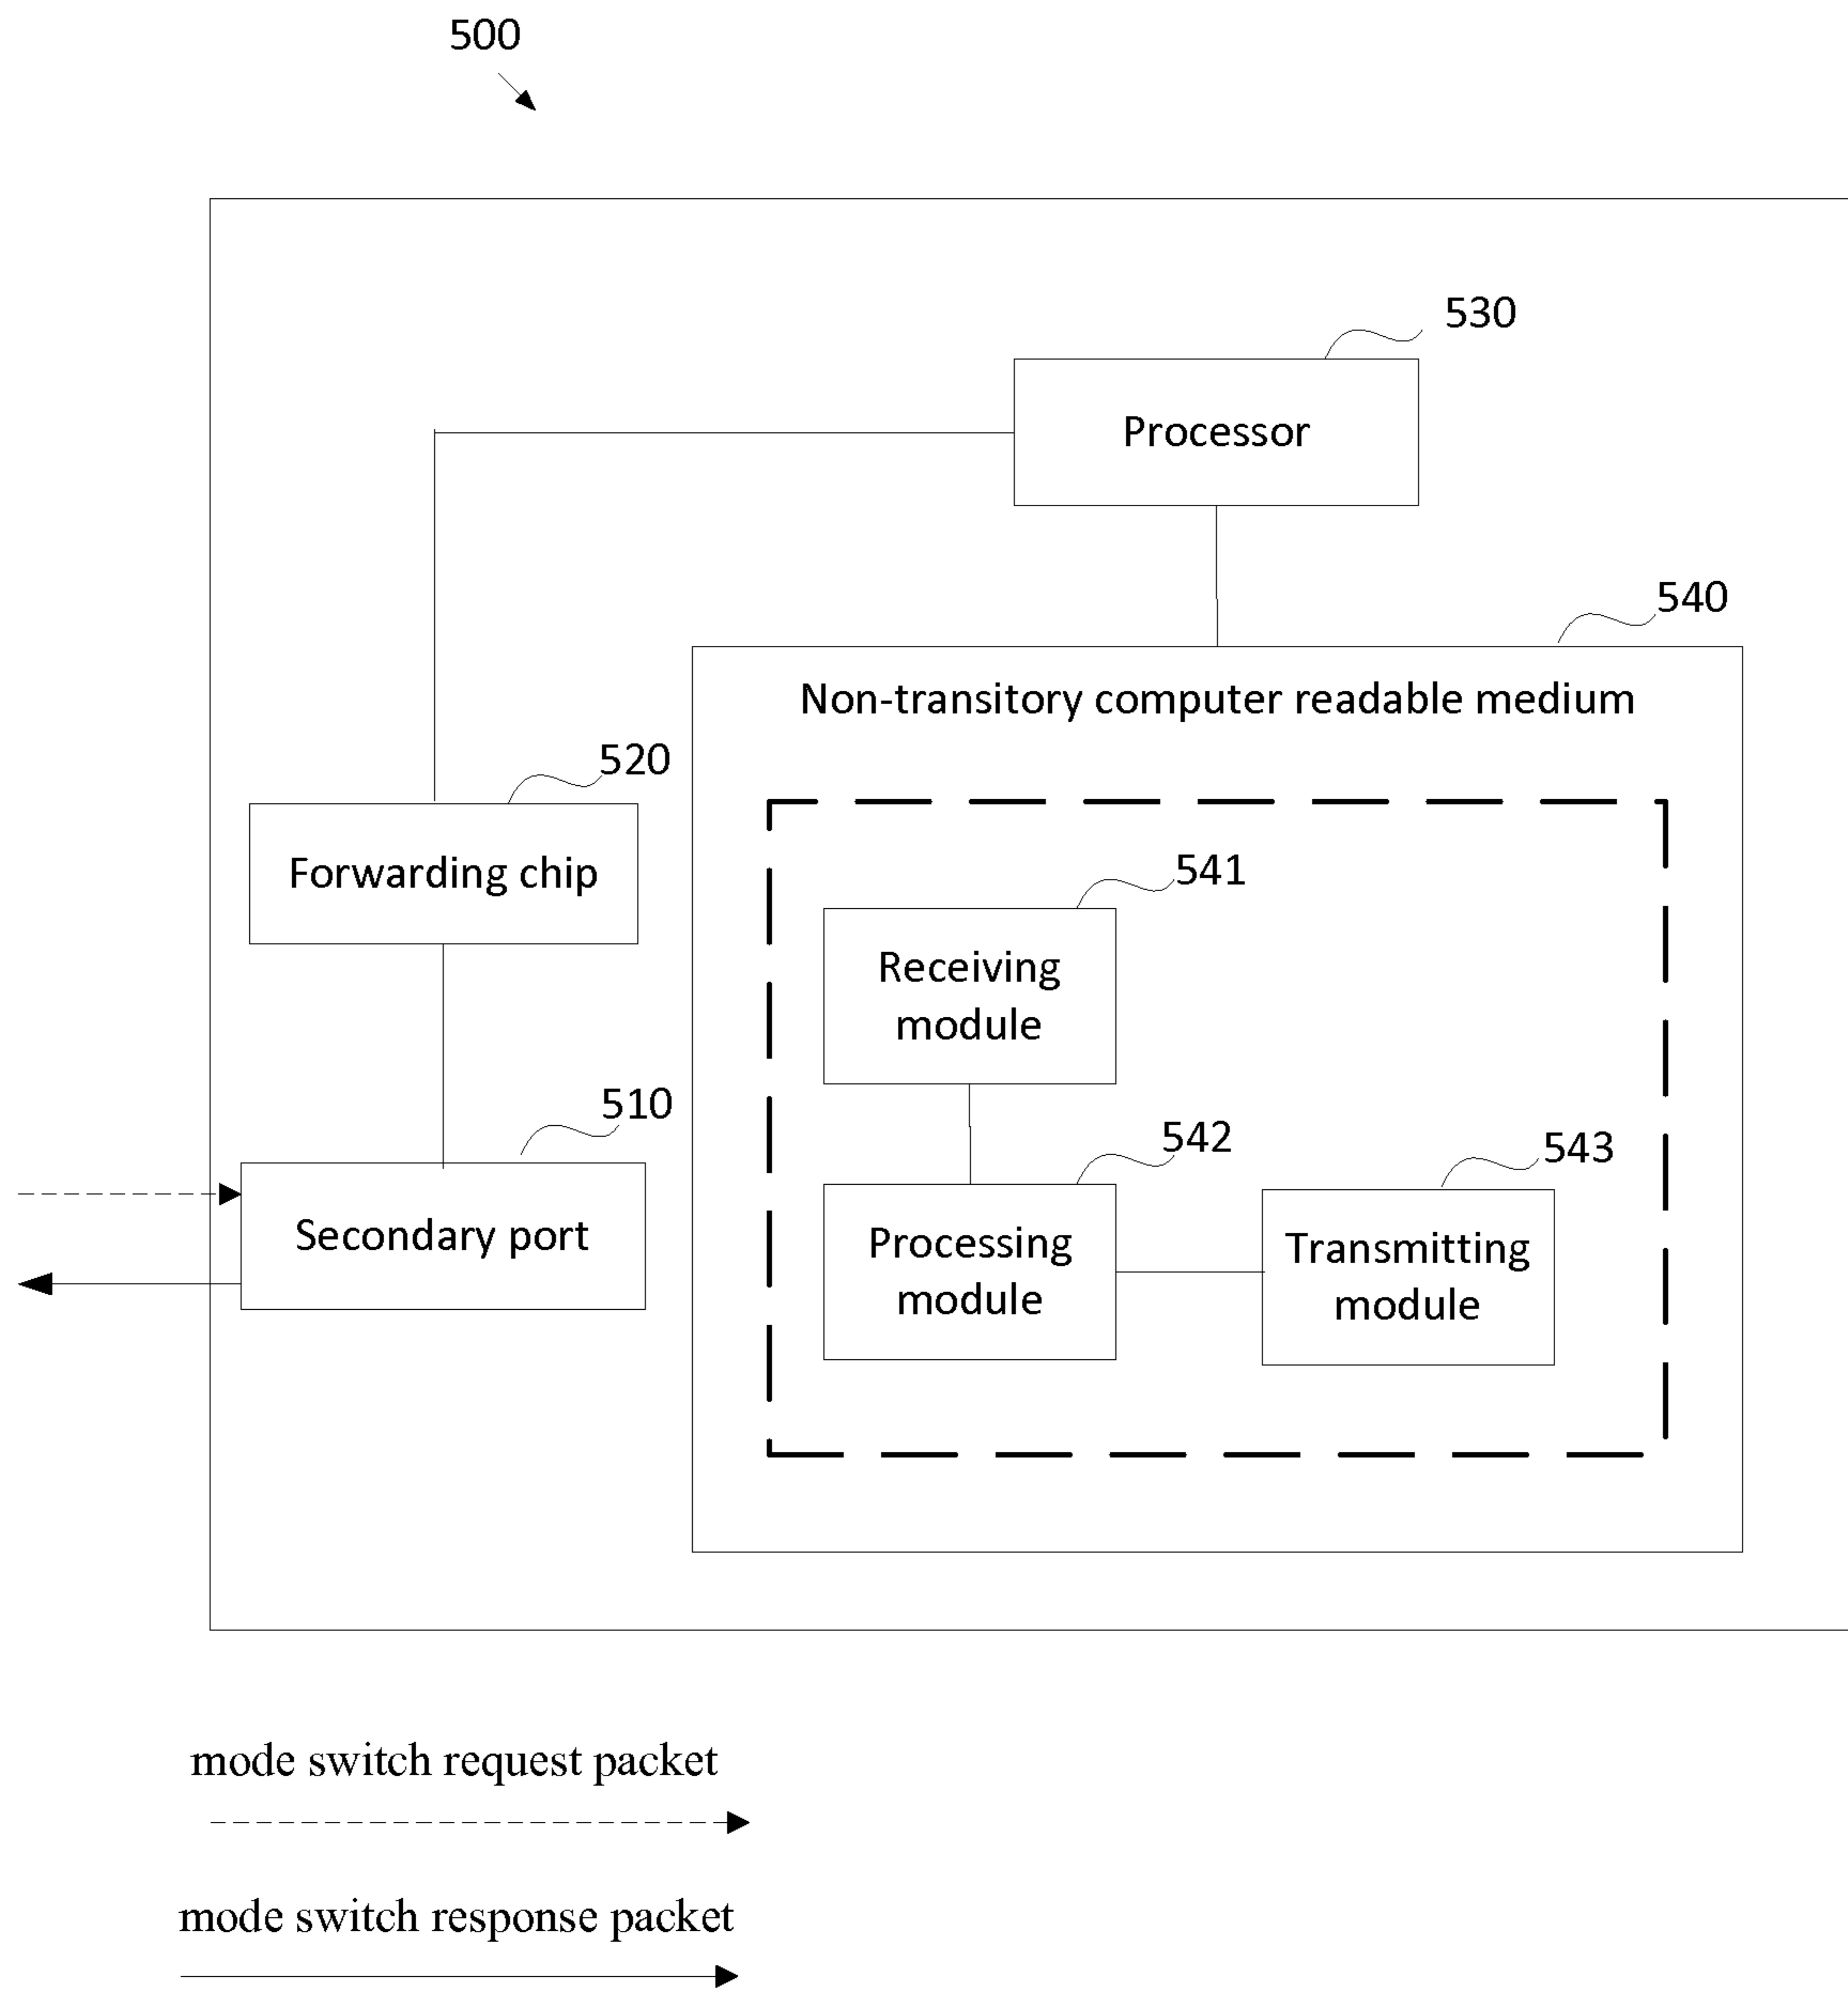 500
530
Processor
540
Non-transitory computer readable medium
520
Forwarding chip
541
Receiving
module
510
Secondary port
542
Processing
module
543
Transmitting
module
mode switch request packet
mode switch response packet